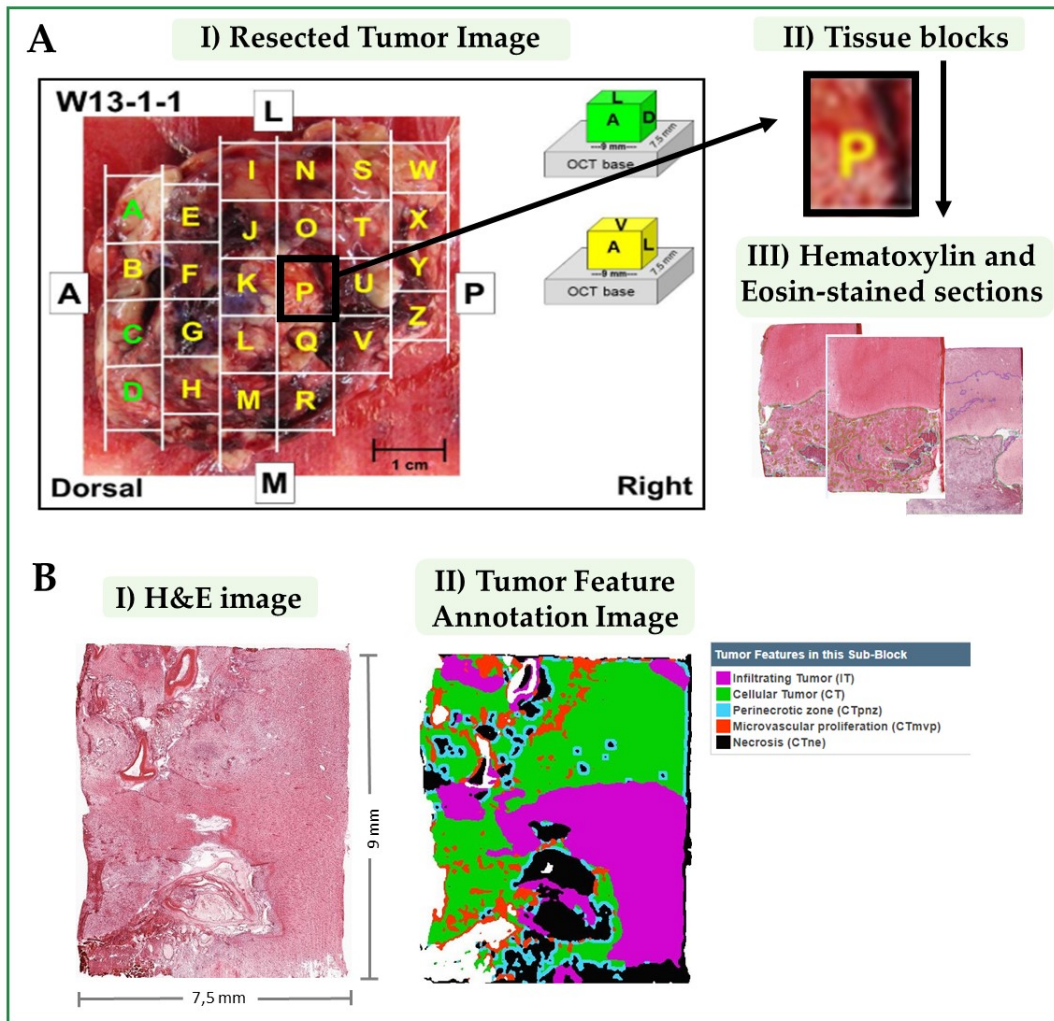 A
I) Resected Tumor Image
II) Tissue blocks
W13-1-1
L
A
P
M
I N S W
A E J O T X
B F K P U Y
C G L Q V Z
D H M R
1 cm
Dorsal
Right
L
A
D
---9 mm---
7.5 mm
OCT base
V
A
L
---9 mm---
7.5 mm
OCT base
P
III) Hematoxylin and
Eosin-stained sections
B
I) H&E image
II) Tumor Feature
Annotation Image
9 mm
7,5 mm
Tumor Features in this Sub-Block
Infiltrating Tumor (IT)
Cellular Tumor (CT)
Perinecrotic zone (CTpnz)
Microvascular proliferation (CTmvp)
Necrosis (CTne)